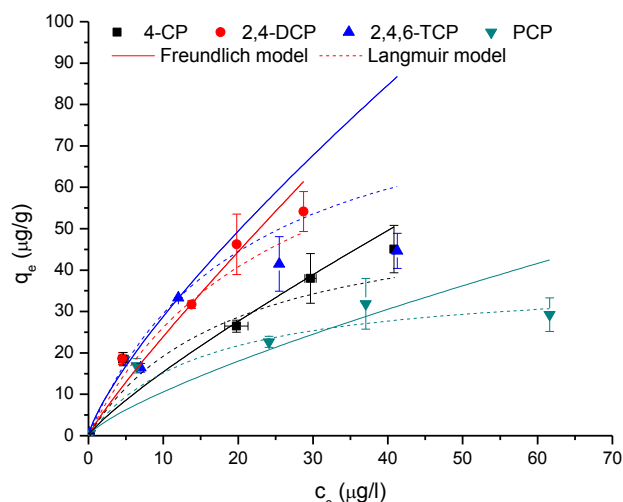 4-CP 2,4-DCP 2,4,6-TCP PCP
Freundlich model Langmuir model
100
90
80
70
60
50
40
30
20
10
0
qe (μg/g)
0 10 20 30 40 50 60 70
ce (μg/l)